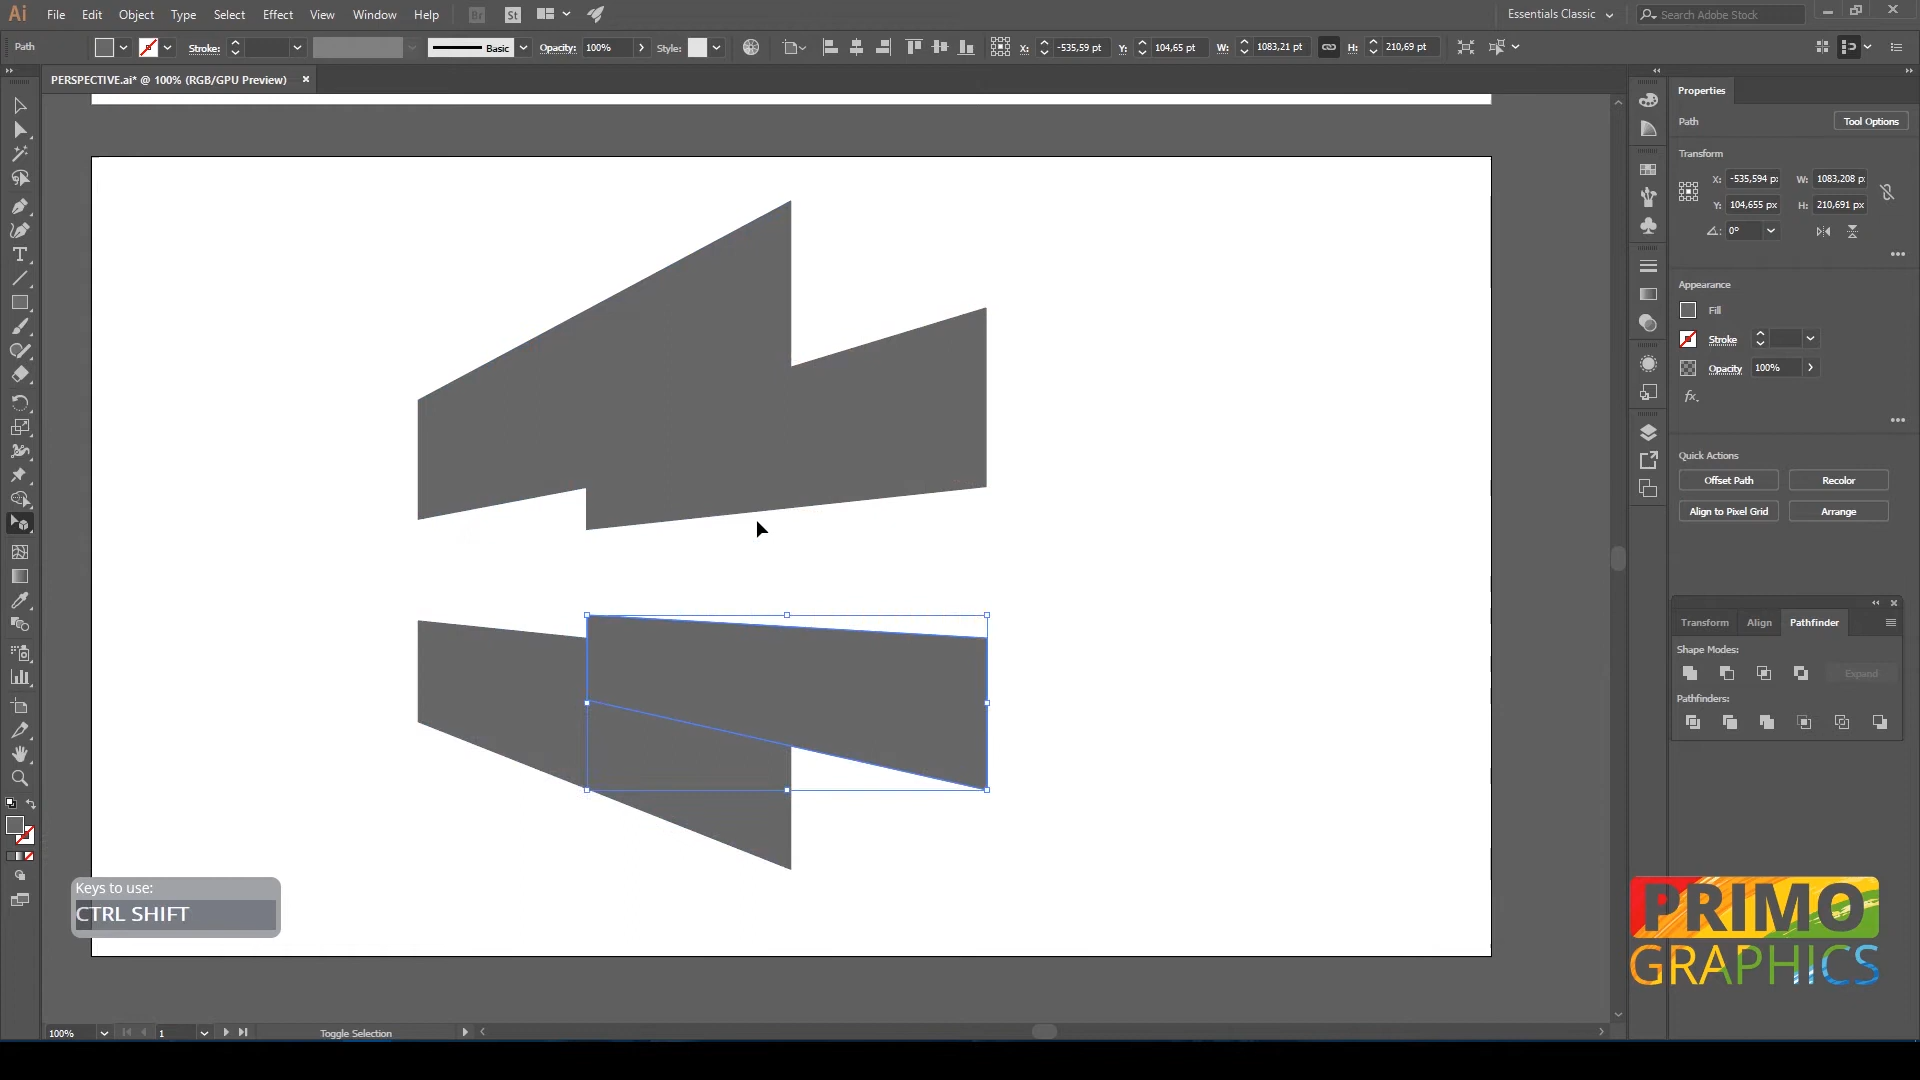 Ai File Edit Object Type Select Effect View Window Help Br St Essentials Classic Search Adobe Stock
Path Stroke: Basic Opacity: 100% Style: X: -535,59 pt Y: 104,65 pt W: 1083,21 pt H: 210,69 pt
PERSPECTIVE.ai* @ 100% (RGB/GPU Preview)
Properties
Path Tool Options
Transform
X: -535,594 p: W: 1083,208 p:
Y: 104,655 px H: 210,691 px
0°
Appearance
Fill
Stroke
Opacity 100%
fx.
Quick Actions
Offset Path Recolor
Align to Pixel Grid Arrange
Transform Align Pathfinder
Shape Modes:
Expand
Pathfinders:
Keys to use:
CTRL SHIFT
PRIMO
GRAPHICS
100% 1 Toggle Selection